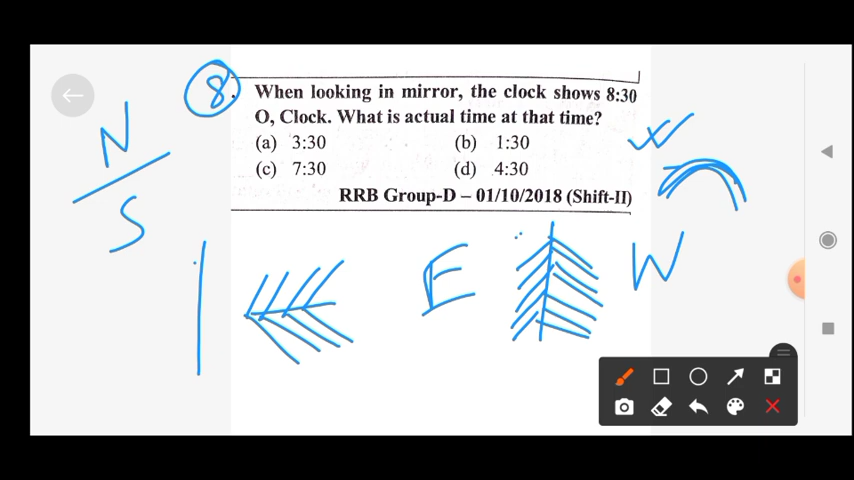 8. When looking in mirror, the clock shows 8:30
O, Clock. What is actual time at that time?
(a) 3:30 (b) 1:30
(c) 7:30 (d) 4:30
RRB Group-D – 01/10/2018 (Shift-II)
N
S
E
W